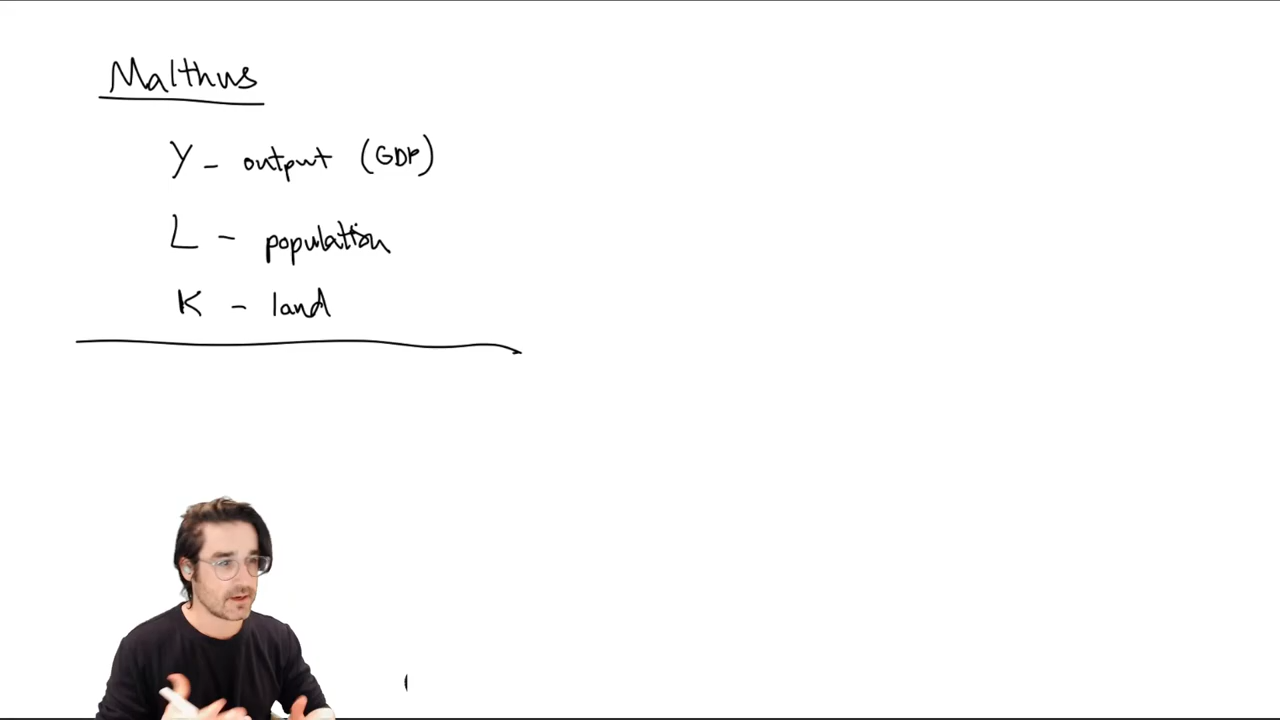 Malthus
Y - output (GDP)
L - population
K - land